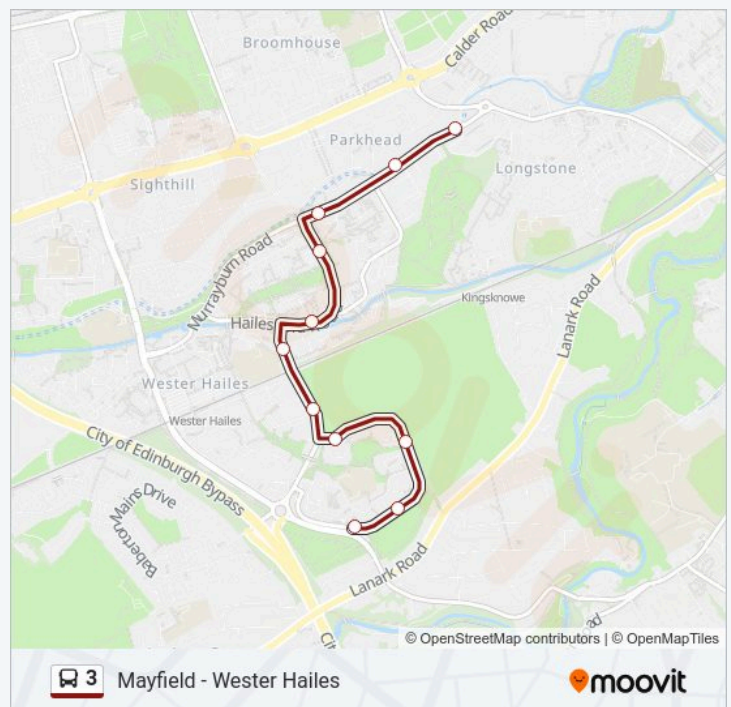 Broomhouse
Calder Road
Parkhead
Longstone
Sighthill
Murrayburn Road
Kingsknowe
Hailes
Lanark Road
Wester Hailes
Wester Hailes
City of Edinburgh Bypass
Baberton Mains Drive
Lanark Road
© OpenStreetMap contributors | © OpenMapTiles
3 Mayfield - Wester Hailes
moovit